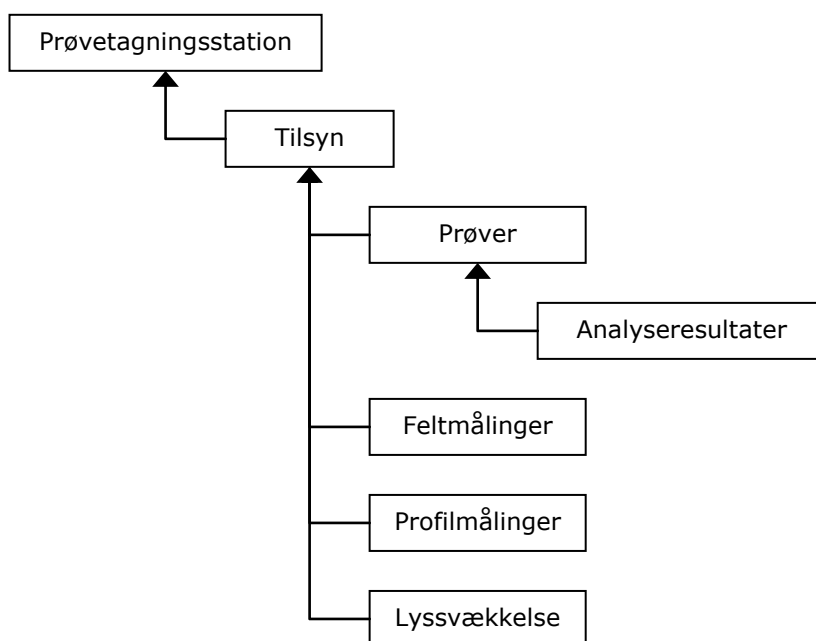 Prøvetagningsstation
Tilsyn
Prøver
Analyseresultater
Feltmålinger
Profilmålinger
Lyssvækkelse